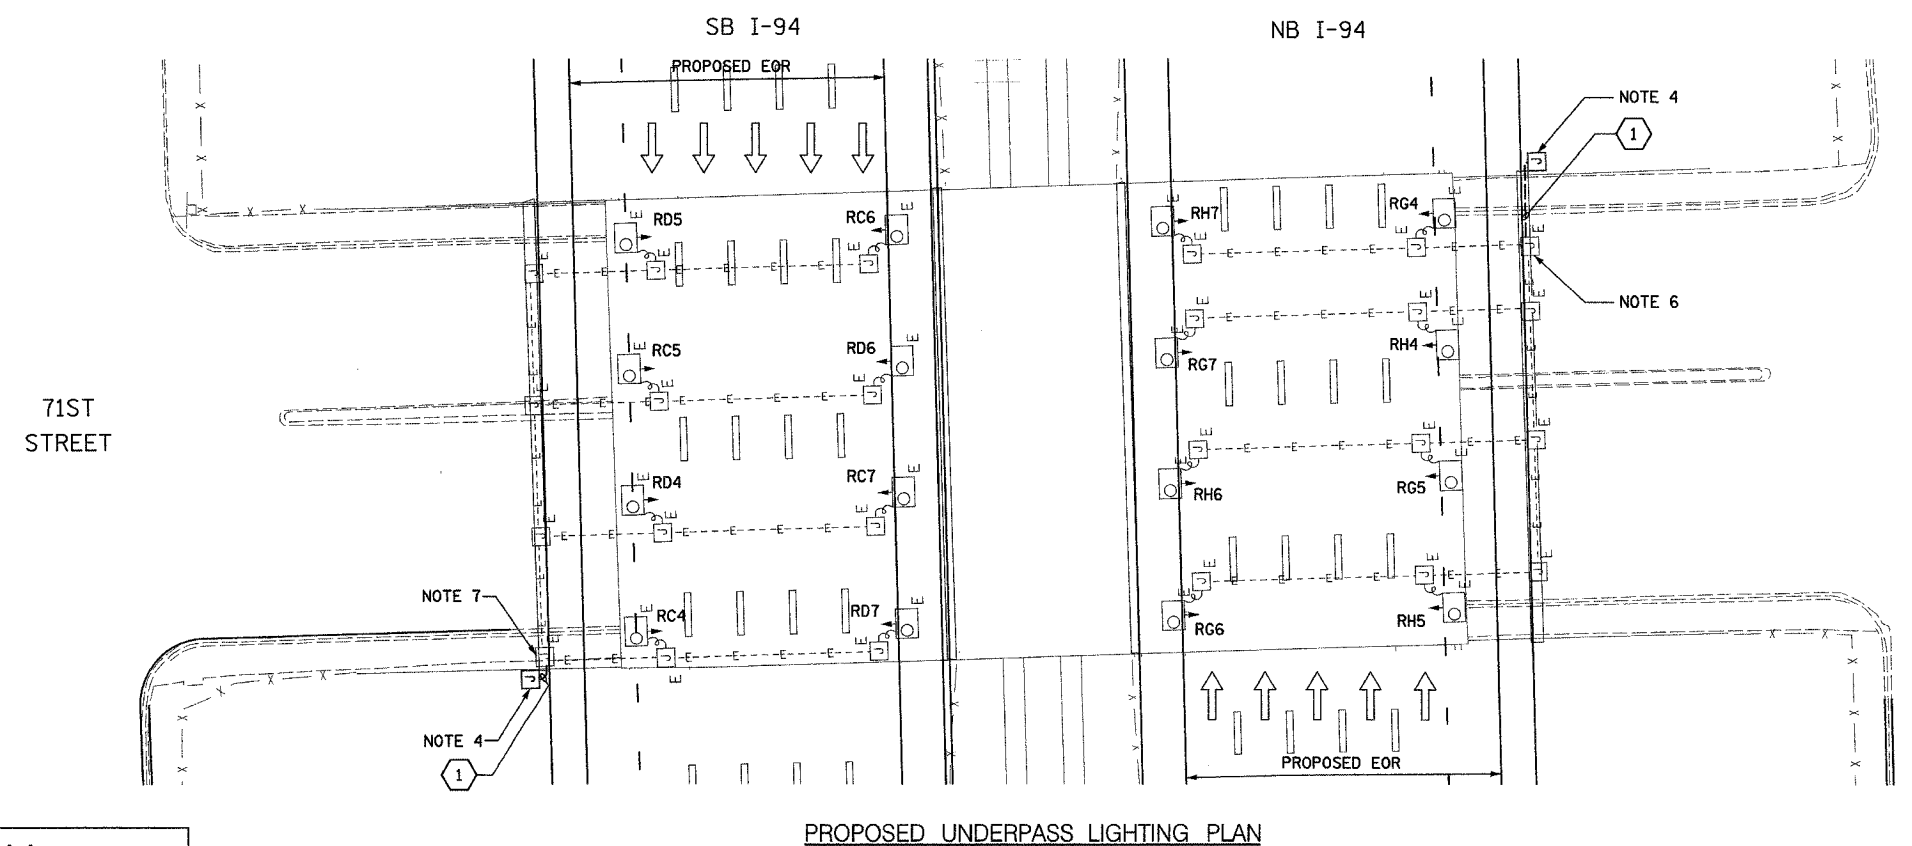 SB I-94
NB I-94
PROPOSED EOR
NOTE 4
1
RD5
RC6
RH7
RG4
NOTE 6
RC5
RD6
RG7
RH4
71ST
STREET
RD4
RC7
RH6
RG5
NOTE 7
RC4
RD7
RG6
RH5
NOTE 4
1
PROPOSED EOR
PROPOSED UNDERPASS LIGHTING PLAN